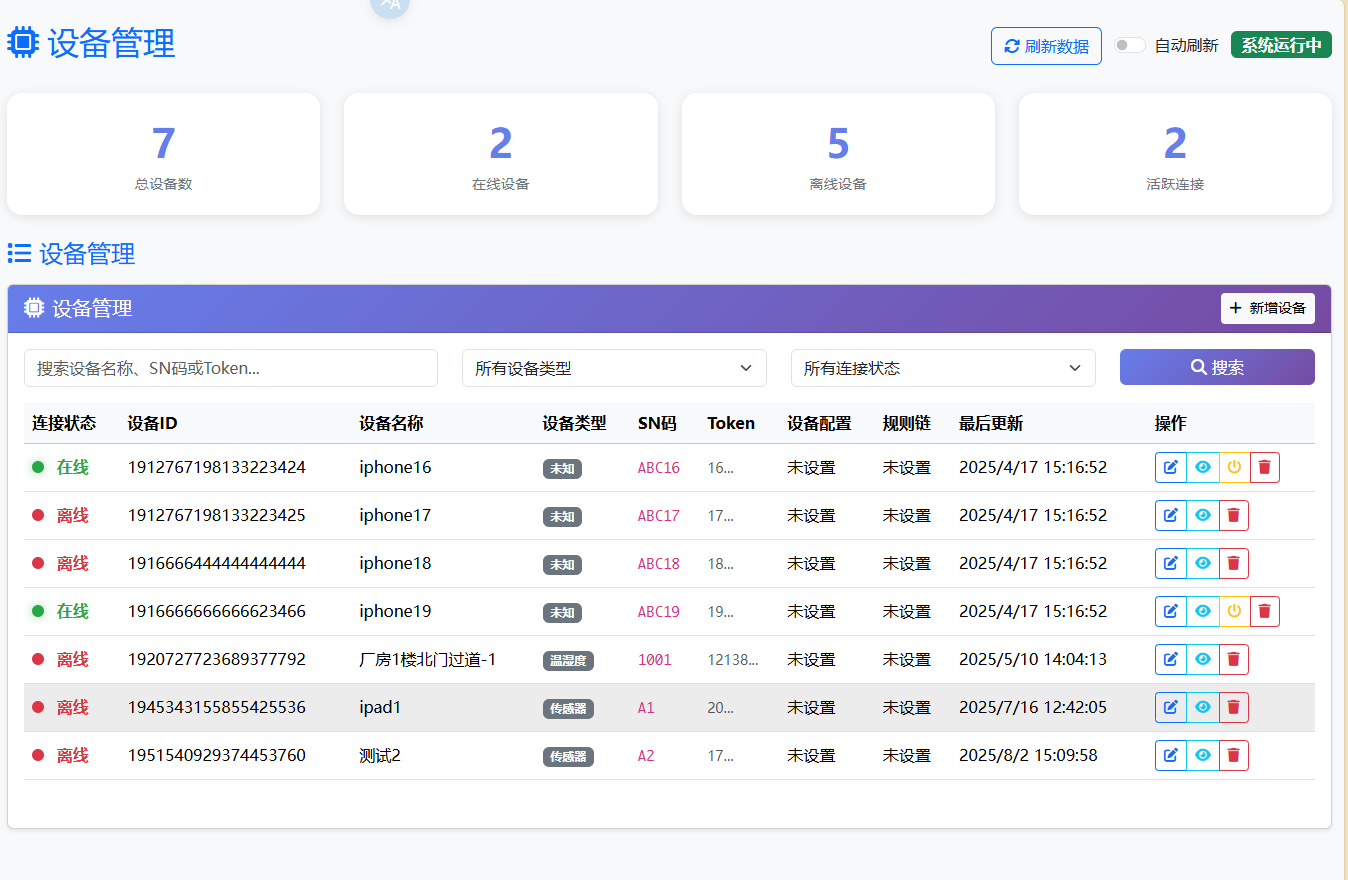 设备管理
刷新数据 自动刷新 系统运行中
7 2 5 2
总设备数 在线设备 离线设备 活跃连接
设备管理
设备管理 新增设备
搜索设备名称、SN码或Token... 所有设备类型 所有连接状态 搜索
连接状态 设备ID 设备名称 设备类型 SN码 Token 设备配置 规则链 最后更新 操作
在线 1912767198133223424 iphone16 未知 ABC16 16... 未设置 未设置 2025/4/17 15:16:52
离线 1912767198133223425 iphone17 未知 ABC17 17... 未设置 未设置 2025/4/17 15:16:52
离线 1916666444444444444 iphone18 未知 ABC18 18... 未设置 未设置 2025/4/17 15:16:52
在线 1916666666666623466 iphone19 未知 ABC19 19... 未设置 未设置 2025/4/17 15:16:52
离线 1920727723689377792 厂房1楼北门过道-1 温湿度 1001 12138... 未设置 未设置 2025/5/10 14:04:13
离线 1945343155855425536 ipad1 传感器 A1 20... 未设置 未设置 2025/7/16 12:42:05
离线 1951540929374453760 测试2 传感器 A2 17... 未设置 未设置 2025/8/2 15:09:58